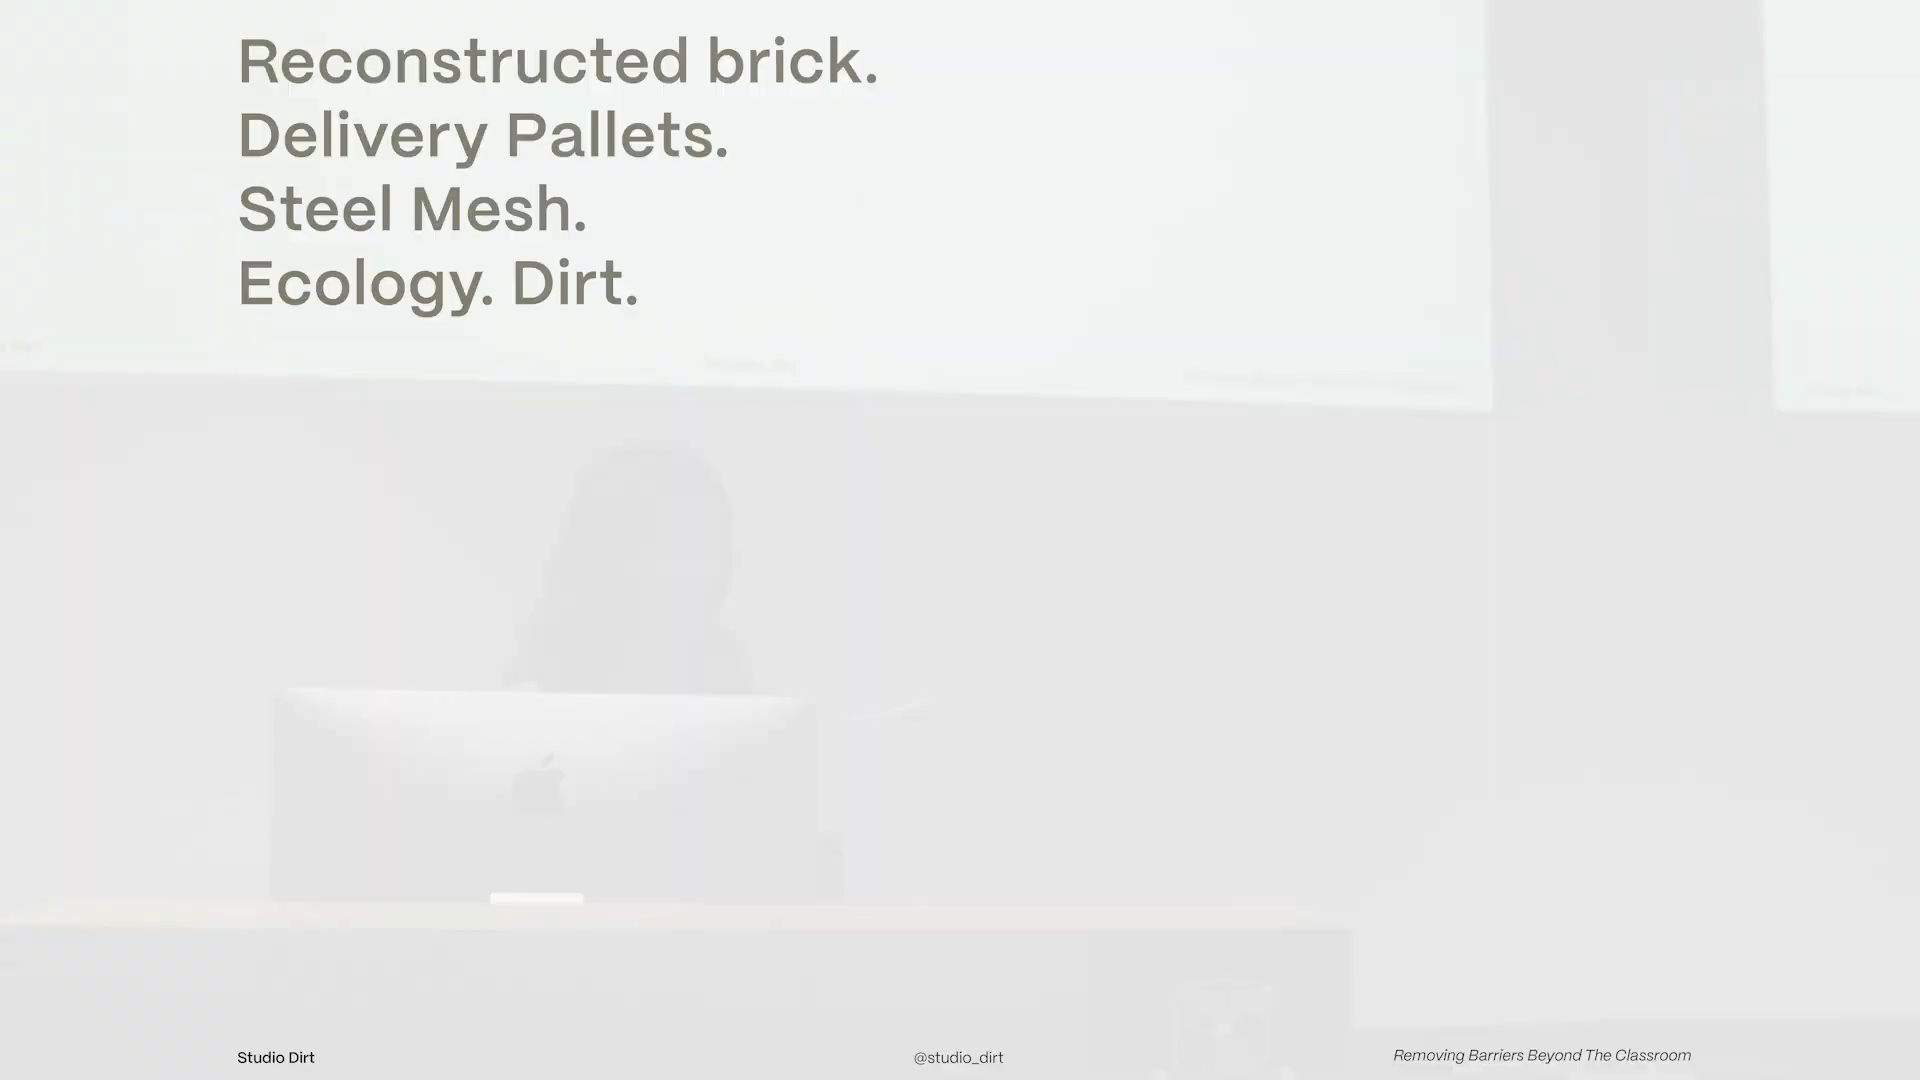 Reconstructed brick.
Delivery Pallets.
Steel Mesh.
Ecology. Dirt.
Studio Dirt
@studio_dirt
Removing Barriers Beyond The Classroom